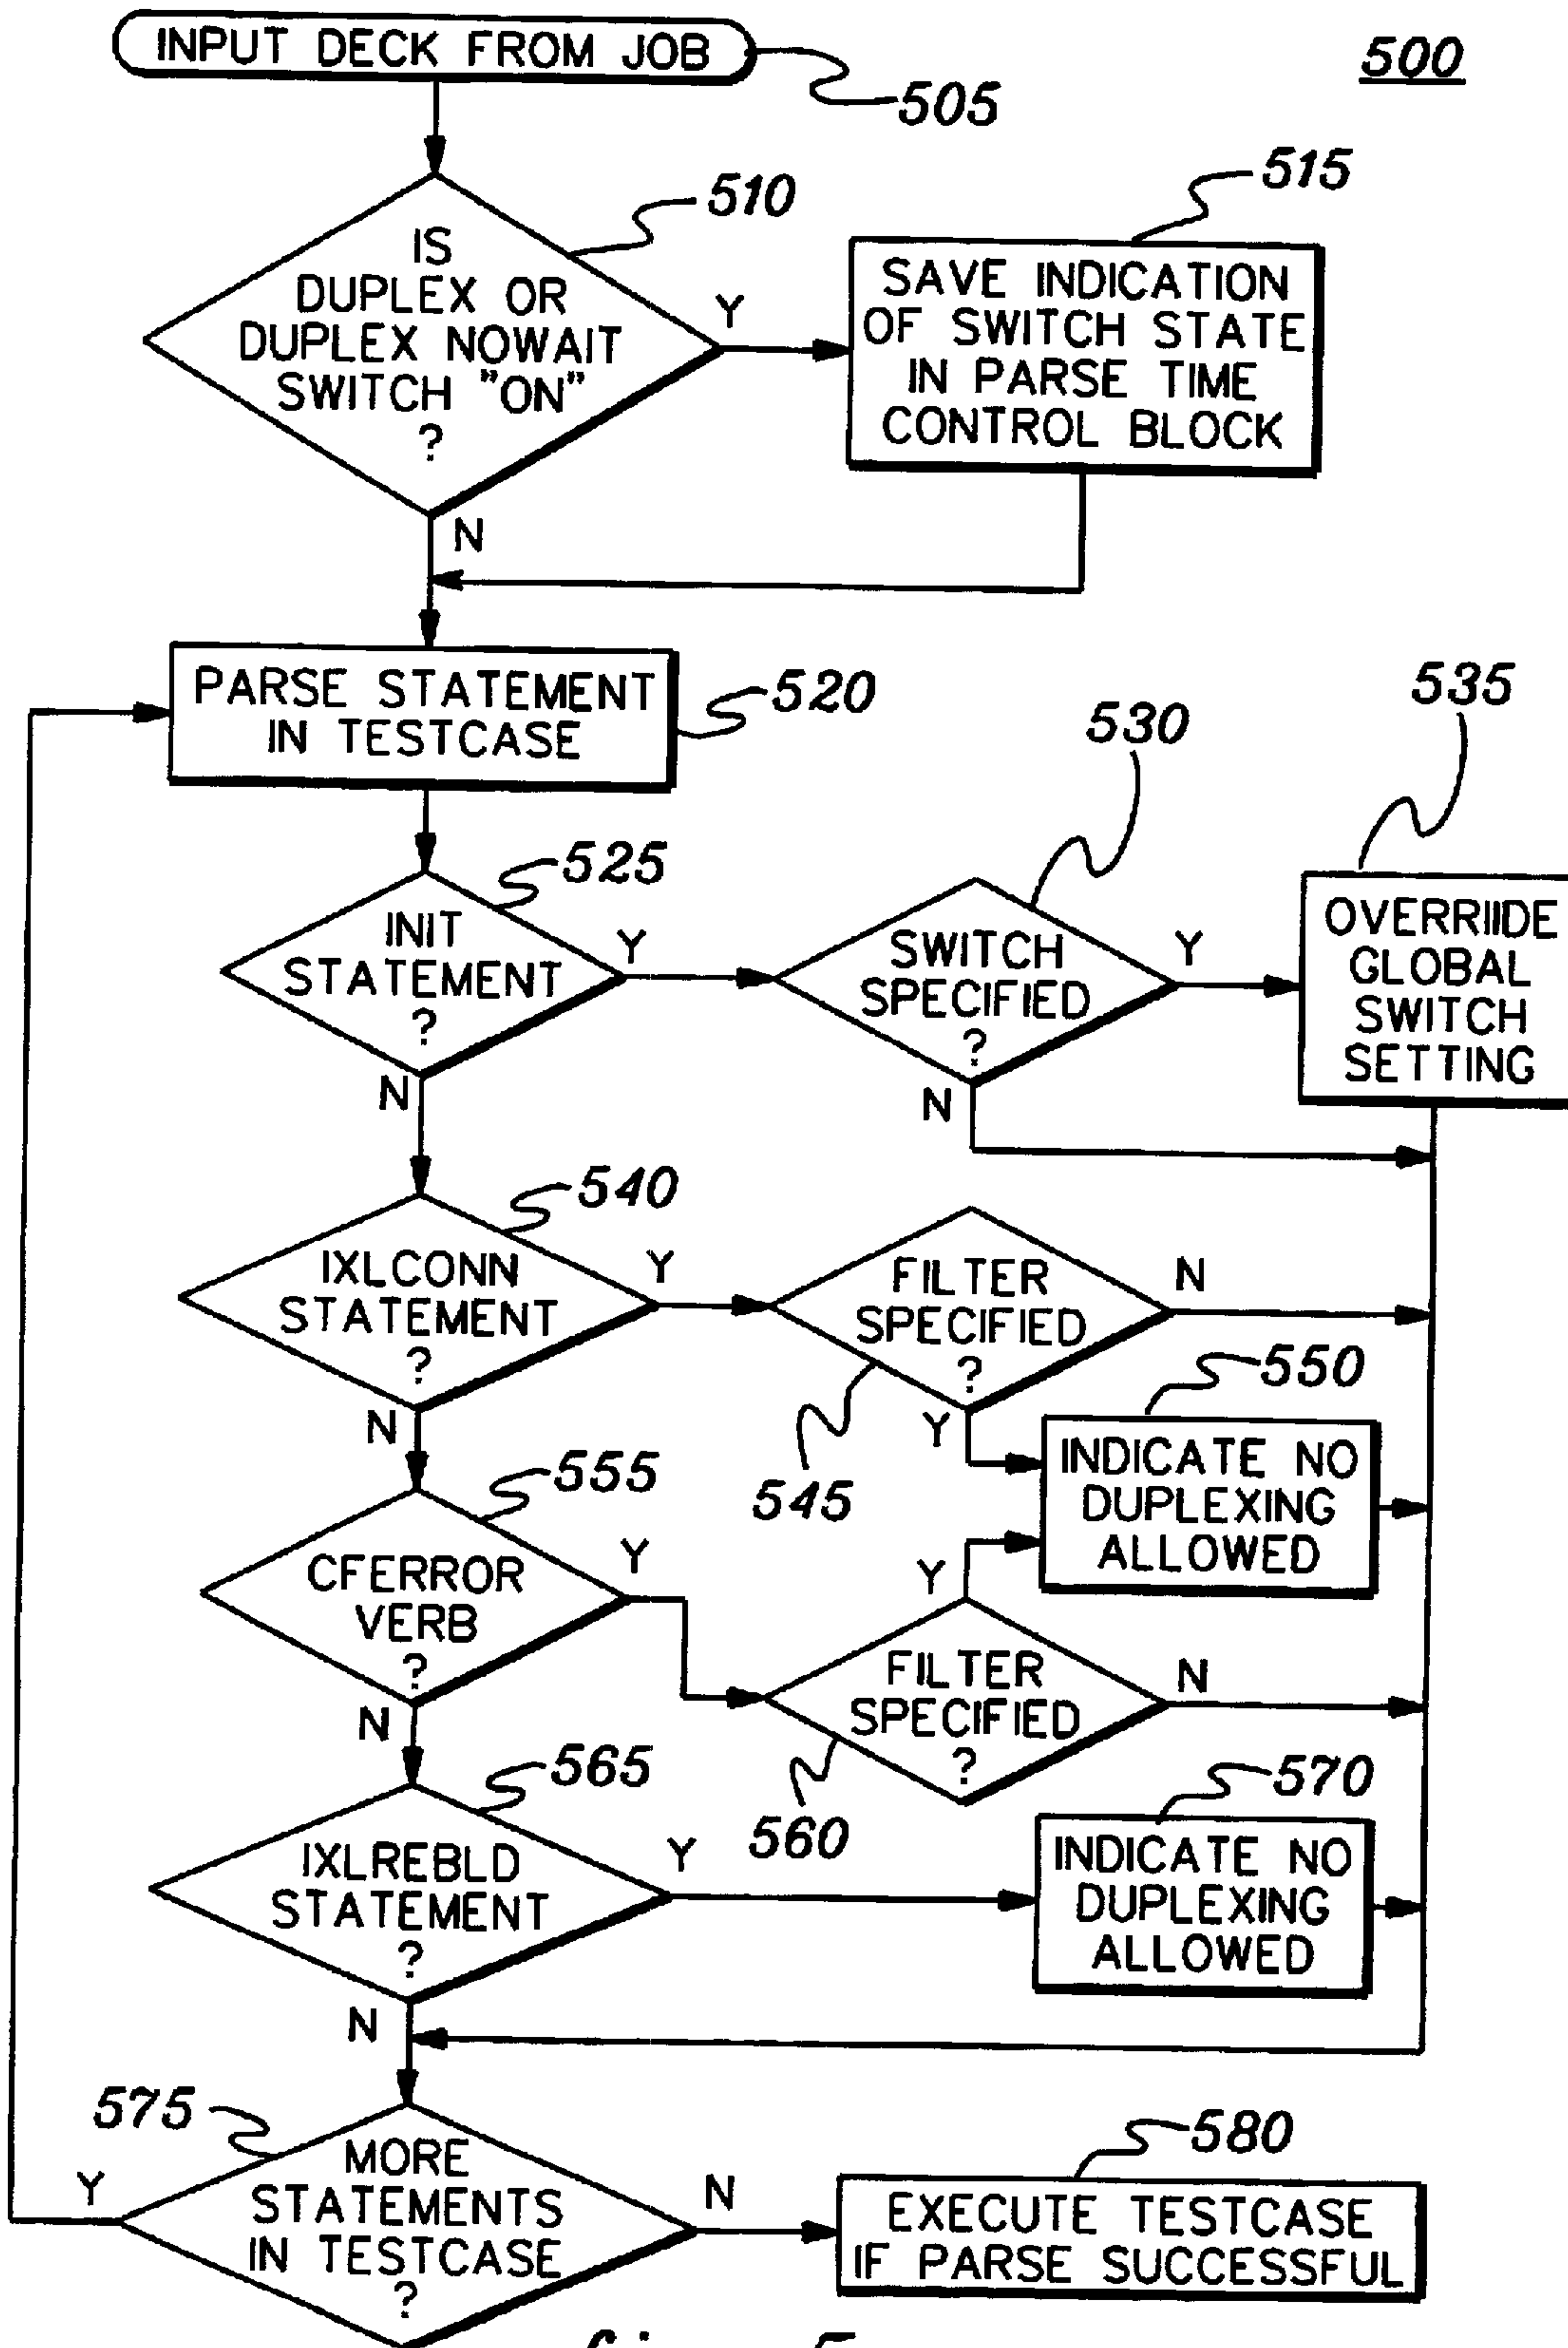 INPUT DECK FROM JOB
505
500
510
515
IS
DUPLEX OR
DUPLEX NOWAIT
SWITCH "ON"
?
Y
SAVE INDICATION
OF SWITCH STATE
IN PARSE TIME
CONTROL BLOCK
N
PARSE STATEMENT
IN TESTCASE
520
530
535
525
INIT
STATEMENT
?
Y
N
SWITCH
SPECIFIED
?
Y
N
OVERRIIDE
GLOBAL
SWITCH
SETTING
540
IXLCONN
STATEMENT
?
Y
N
FILTER
SPECIFIED
?
N
Y
545
550
INDICATE NO
DUPLEXING
ALLOWED
555
CFERROR
VERB
?
Y
N
FILTER
SPECIFIED
?
Y
N
560
565
IXLREBLD
STATEMENT
?
Y
N
570
INDICATE NO
DUPLEXING
ALLOWED
575
MORE
STATEMENTS
IN TESTCASE
?
Y
N
580
EXECUTE TESTCASE
IF PARSE SUCCESSFUL